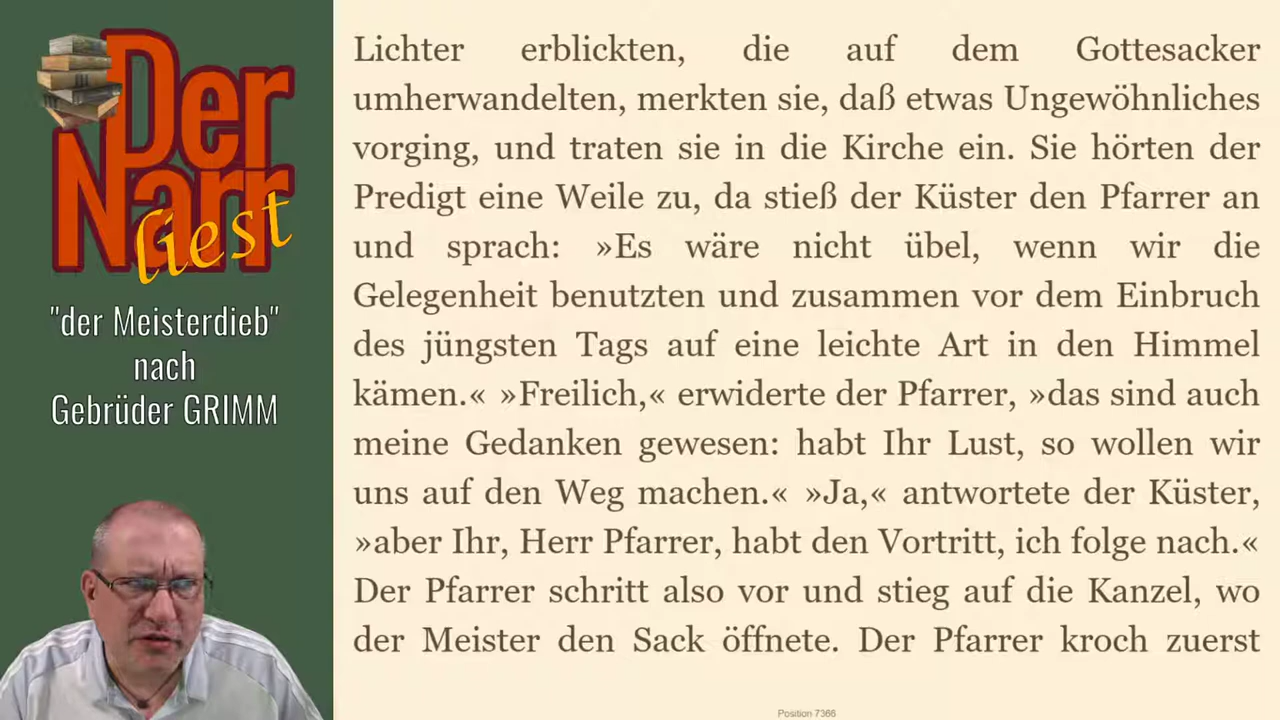 Der
Narr
liest
"der Meisterdieb"
nach
Gebrüder GRIMM
Lichter erblickten, die auf dem Gottesacker
umherwandelten, merkten sie, daß etwas Ungewöhnliches
vorging, und traten sie in die Kirche ein. Sie hörten der
Predigt eine Weile zu, da stieß der Küster den Pfarrer an
und sprach: »Es wäre nicht übel, wenn wir die
Gelegenheit benutzten und zusammen vor dem Einbruch
des jüngsten Tags auf eine leichte Art in den Himmel
kämen.« »Freilich,« erwiderte der Pfarrer, »das sind auch
meine Gedanken gewesen: habt Ihr Lust, so wollen wir
uns auf den Weg machen.« »Ja,« antwortete der Küster,
»aber Ihr, Herr Pfarrer, habt den Vortritt, ich folge nach.«
Der Pfarrer schritt also vor und stieg auf die Kanzel, wo
der Meister den Sack öffnete. Der Pfarrer kroch zuerst
Position 7366